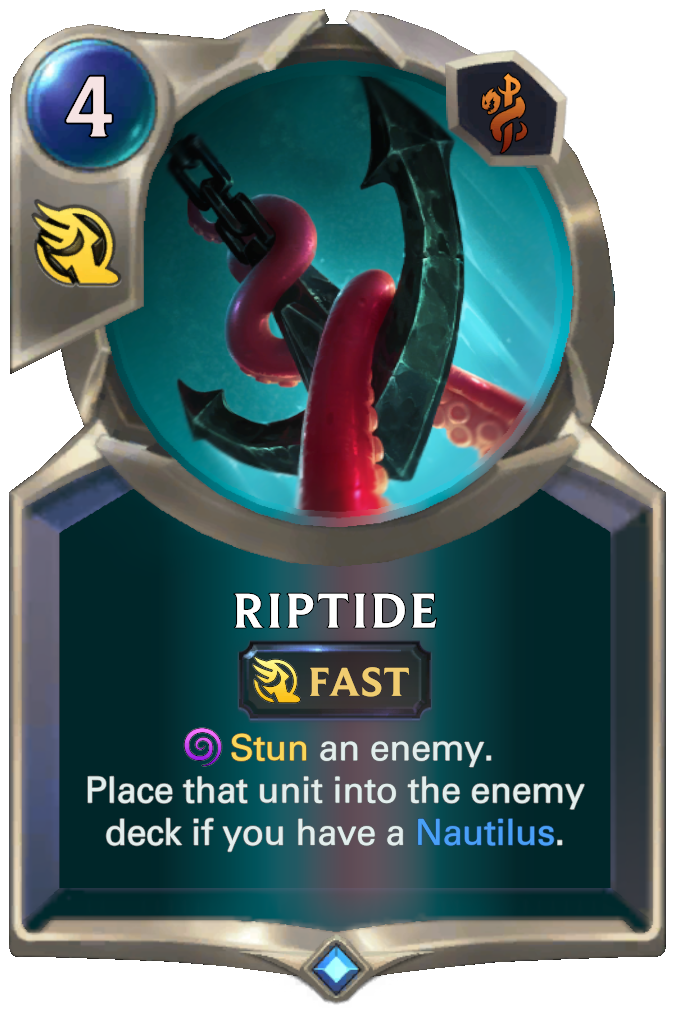 4
RIPTIDE
FAST
Stun an enemy.
Place that unit into the enemy
deck if you have a Nautilus.